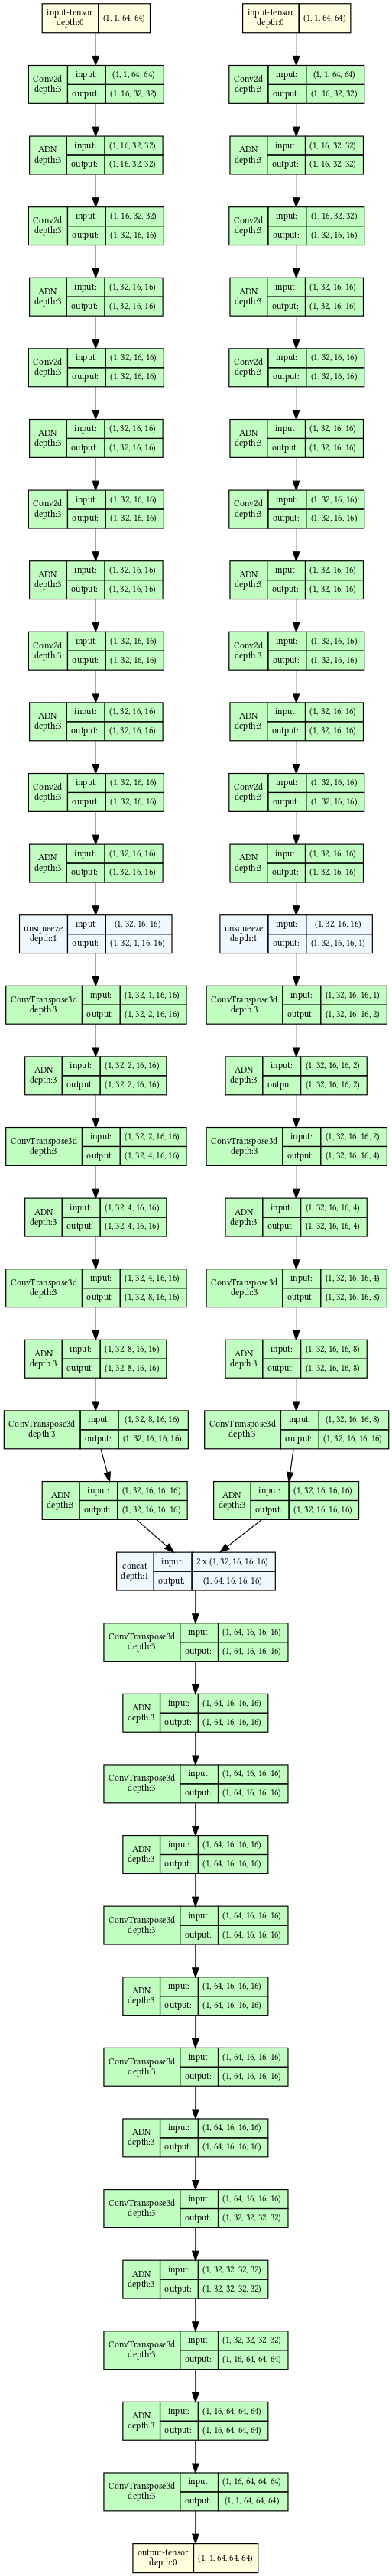 input-tensor
depth:0
(1, 1, 64, 64)
Conv2d
depth:3
input: (1, 1, 64, 64)
output: (1, 16, 32, 32)
ADN
depth:3
input: (1, 16, 32, 32)
output: (1, 16, 32, 32)
Conv2d
depth:3
input: (1, 16, 32, 32)
output: (1, 32, 16, 16)
ADN
depth:3
input: (1, 32, 16, 16)
output: (1, 32, 16, 16)
Conv2d
depth:3
input: (1, 32, 16, 16)
output: (1, 32, 16, 16)
ADN
depth:3
input: (1, 32, 16, 16)
output: (1, 32, 16, 16)
Conv2d
depth:3
input: (1, 32, 16, 16)
output: (1, 32, 16, 16)
ADN
depth:3
input: (1, 32, 16, 16)
output: (1, 32, 16, 16)
Conv2d
depth:3
input: (1, 32, 16, 16)
output: (1, 32, 16, 16)
ADN
depth:3
input: (1, 32, 16, 16)
output: (1, 32, 16, 16)
Conv2d
depth:3
input: (1, 32, 16, 16)
output: (1, 32, 16, 16)
ADN
depth:3
input: (1, 32, 16, 16)
output: (1, 32, 16, 16)
unsqueeze
depth:1
input: (1, 32, 16, 16)
output: (1, 32, 1, 16, 16)
ConvTranspose3d
depth:3
input: (1, 32, 1, 16, 16)
output: (1, 32, 2, 16, 16)
ADN
depth:3
input: (1, 32, 2, 16, 16)
output: (1, 32, 2, 16, 16)
ConvTranspose3d
depth:3
input: (1, 32, 2, 16, 16)
output: (1, 32, 4, 16, 16)
ADN
depth:3
input: (1, 32, 4, 16, 16)
output: (1, 32, 4, 16, 16)
ConvTranspose3d
depth:3
input: (1, 32, 4, 16, 16)
output: (1, 32, 8, 16, 16)
ADN
depth:3
input: (1, 32, 8, 16, 16)
output: (1, 32, 8, 16, 16)
ConvTranspose3d
depth:3
input: (1, 32, 8, 16, 16)
output: (1, 32, 16, 16, 16)
ADN
depth:3
input: (1, 32, 16, 16, 16)
output: (1, 32, 16, 16, 16)
input-tensor
depth:0
(1, 1, 64, 64)
Conv2d
depth:3
input: (1, 1, 64, 64)
output: (1, 16, 32, 32)
ADN
depth:3
input: (1, 16, 32, 32)
output: (1, 16, 32, 32)
Conv2d
depth:3
input: (1, 16, 32, 32)
output: (1, 32, 16, 16)
ADN
depth:3
input: (1, 32, 16, 16)
output: (1, 32, 16, 16)
Conv2d
depth:3
input: (1, 32, 16, 16)
output: (1, 32, 16, 16)
ADN
depth:3
input: (1, 32, 16, 16)
output: (1, 32, 16, 16)
Conv2d
depth:3
input: (1, 32, 16, 16)
output: (1, 32, 16, 16)
ADN
depth:3
input: (1, 32, 16, 16)
output: (1, 32, 16, 16)
Conv2d
depth:3
input: (1, 32, 16, 16)
output: (1, 32, 16, 16)
ADN
depth:3
input: (1, 32, 16, 16)
output: (1, 32, 16, 16)
Conv2d
depth:3
input: (1, 32, 16, 16)
output: (1, 32, 16, 16)
ADN
depth:3
input: (1, 32, 16, 16)
output: (1, 32, 16, 16)
unsqueeze
depth:1
input: (1, 32, 16, 16)
output: (1, 32, 16, 16, 1)
ConvTranspose3d
depth:3
input: (1, 32, 16, 16, 1)
output: (1, 32, 16, 16, 2)
ADN
depth:3
input: (1, 32, 16, 16, 2)
output: (1, 32, 16, 16, 2)
ConvTranspose3d
depth:3
input: (1, 32, 16, 16, 2)
output: (1, 32, 16, 16, 4)
ADN
depth:3
input: (1, 32, 16, 16, 4)
output: (1, 32, 16, 16, 4)
ConvTranspose3d
depth:3
input: (1, 32, 16, 16, 4)
output: (1, 32, 16, 16, 8)
ADN
depth:3
input: (1, 32, 16, 16, 8)
output: (1, 32, 16, 16, 8)
ConvTranspose3d
depth:3
input: (1, 32, 16, 16, 8)
output: (1, 32, 16, 16, 16)
ADN
depth:3
input: (1, 32, 16, 16, 16)
output: (1, 32, 16, 16, 16)
concat
depth:1
input: 2 x (1, 32, 16, 16, 16)
output: (1, 64, 16, 16, 16)
ConvTranspose3d
depth:3
input: (1, 64, 16, 16, 16)
output: (1, 64, 16, 16, 16)
ADN
depth:3
input: (1, 64, 16, 16, 16)
output: (1, 64, 16, 16, 16)
ConvTranspose3d
depth:3
input: (1, 64, 16, 16, 16)
output: (1, 64, 16, 16, 16)
ADN
depth:3
input: (1, 64, 16, 16, 16)
output: (1, 64, 16, 16, 16)
ConvTranspose3d
depth:3
input: (1, 64, 16, 16, 16)
output: (1, 64, 16, 16, 16)
ADN
depth:3
input: (1, 64, 16, 16, 16)
output: (1, 64, 16, 16, 16)
ConvTranspose3d
depth:3
input: (1, 64, 16, 16, 16)
output: (1, 64, 16, 16, 16)
ADN
depth:3
input: (1, 64, 16, 16, 16)
output: (1, 64, 16, 16, 16)
ConvTranspose3d
depth:3
input: (1, 64, 16, 16, 16)
output: (1, 32, 32, 32, 32)
ADN
depth:3
input: (1, 32, 32, 32, 32)
output: (1, 32, 32, 32, 32)
ConvTranspose3d
depth:3
input: (1, 32, 32, 32, 32)
output: (1, 16, 64, 64, 64)
ADN
depth:3
input: (1, 16, 64, 64, 64)
output: (1, 16, 64, 64, 64)
ConvTranspose3d
depth:3
input: (1, 16, 64, 64, 64)
output: (1, 1, 64, 64, 64)
output-tensor
depth:0
(1, 1, 64, 64, 64)